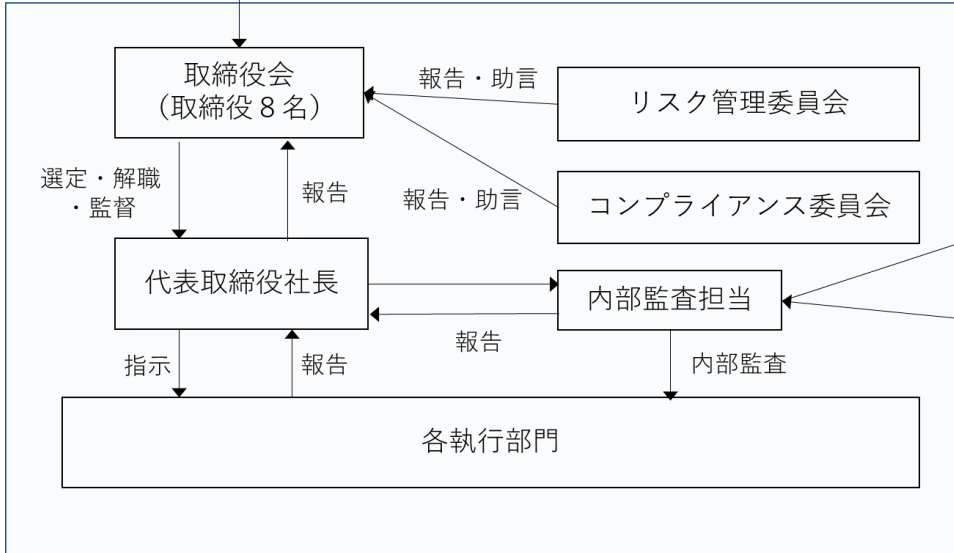 取締役会
（取締役８名）
報告・助言
リスク管理委員会
選定・解職
・監督
報告
報告・助言
コンプライアンス委員会
代表取締役社長
内部監査担当
報告
指示
報告
内部監査
各執行部門